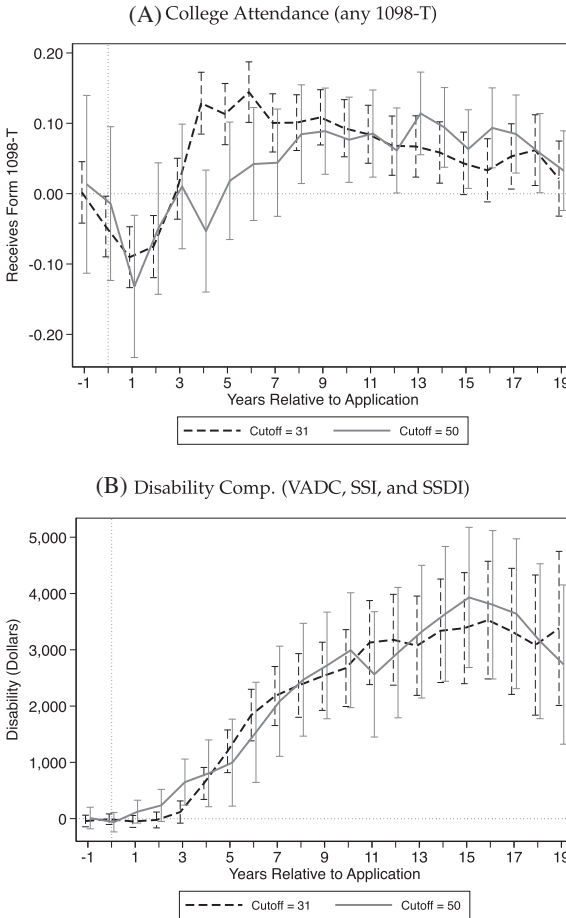 (A) College Attendance (any 1098-T)
0.20
0.10
0.00
-0.10
-0.20
Receives Form 1098-T
-1 1 3 5 7 9 11 13 15 17 19
Years Relative to Application
Cutoff = 31 Cutoff = 50
(B) Disability Comp. (VADC, SSI, and SSDI)
5,000
4,000
3,000
2,000
1,000
0
Disability (Dollars)
-1 1 3 5 7 9 11 13 15 17 19
Years Relative to Application
Cutoff = 31 Cutoff = 50